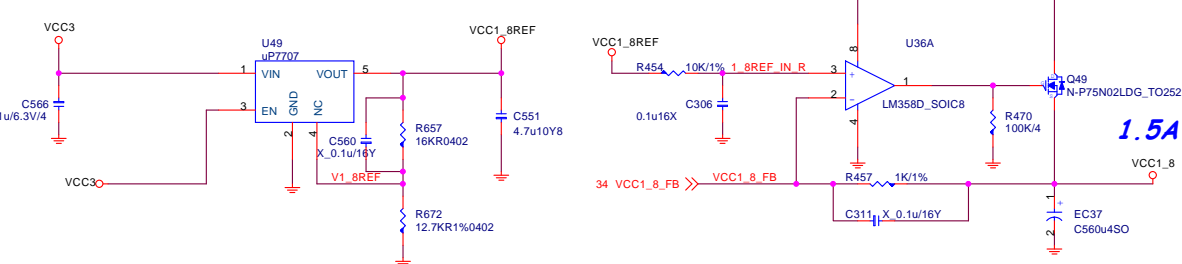 VCC3
VCC1_8REF
U49
uP7707
1
VIN
VOUT
5
3
EN
GND
NC
2
4
C566
1u/6.3V/4
C560
X_0.1u/16Y
R657
16KR0402
C551
4.7u10Y8
VCC3
V1_8REF
R672
12.7KR1%0402
VCC1_8REF
R454
10K/1%
1_8REF_IN_R
C306
0.1u16X
3
2
+
-
8
4
1
U36A
LM358D_SOIC8
R470
100K/4
Q49
N-P75N02LDG_TO252
1.5A
VCC1_8
34 VCC1_8_FB
VCC1_8_FB
R457
1K/1%
C311
X_0.1u/16Y
1
+
2
EC37
C560u4SO